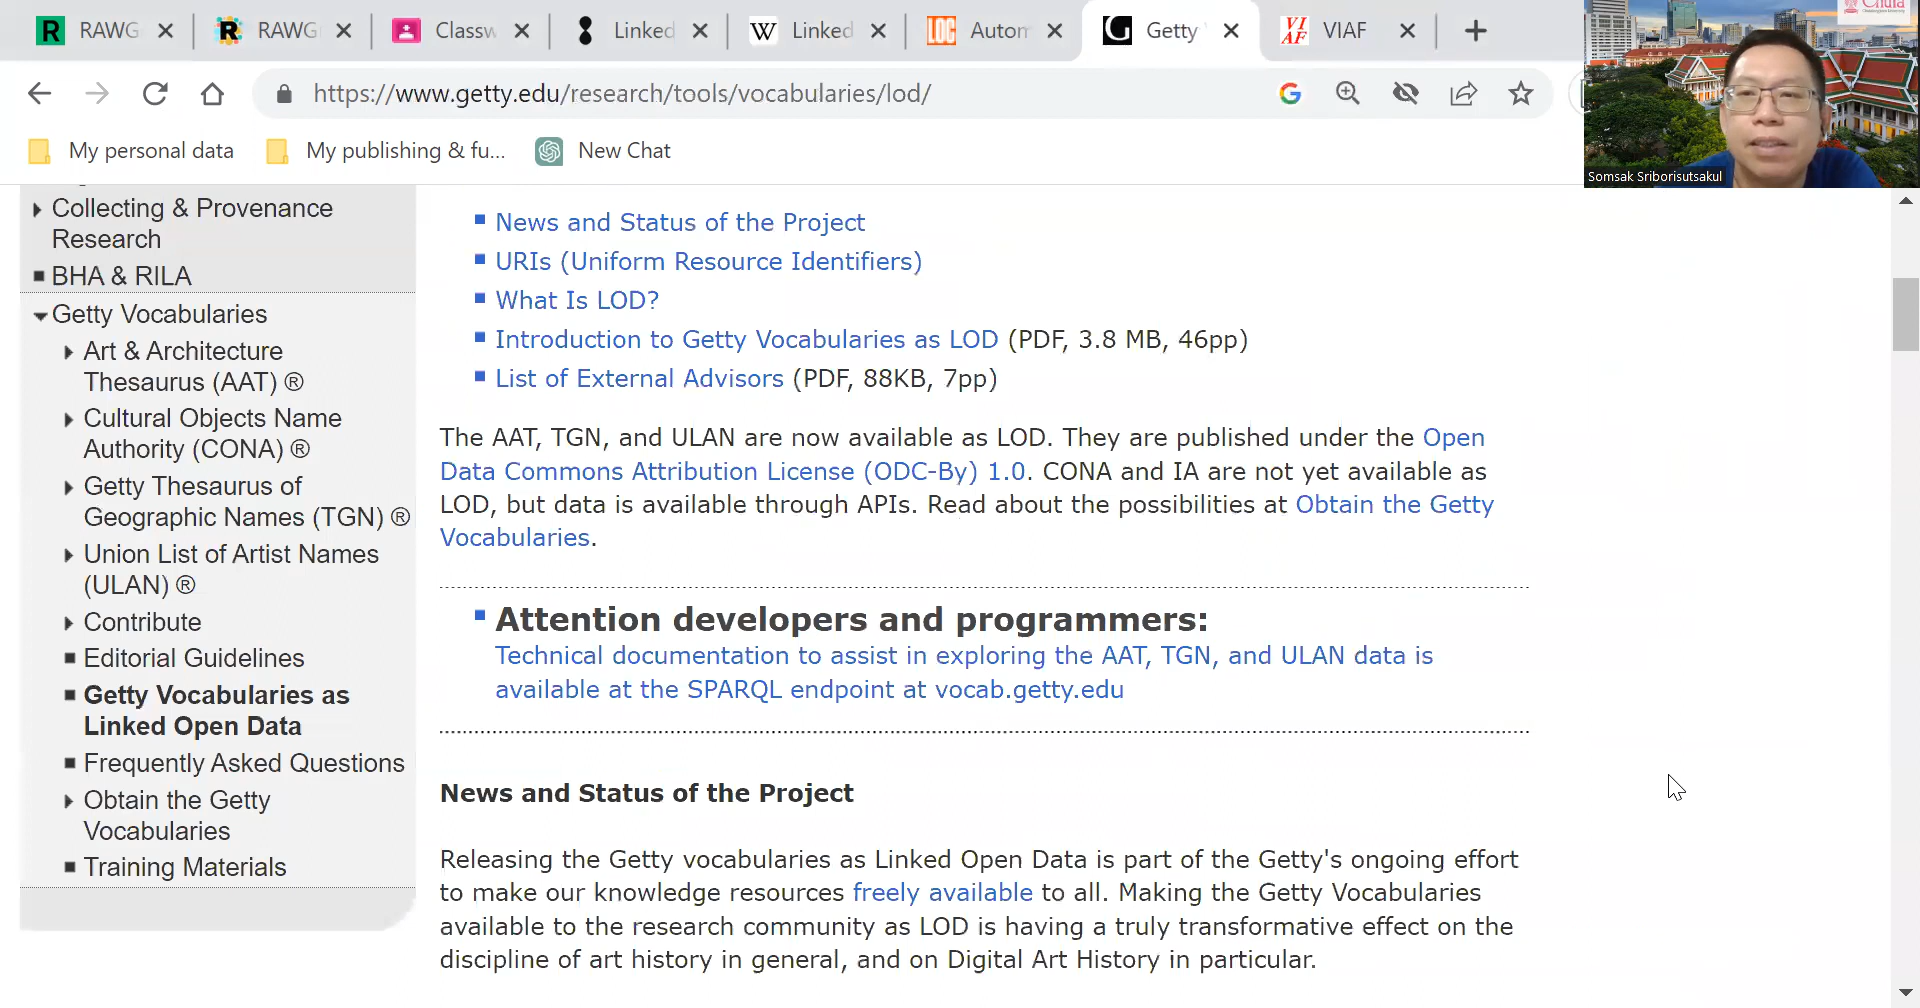 RAWG
RAWG
Classw
Linked
Linked
LOC
Autom
Getty
VIAF
VIAF
Chula
https://www.getty.edu/research/tools/vocabularies/lod/
My personal data
My publishing & fu...
New Chat
Somsak Sriborisutsakul
Collecting & Provenance
Research
BHA & RILA
Getty Vocabularies
Art & Architecture
Thesaurus (AAT) ®
Cultural Objects Name
Authority (CONA) ®
Getty Thesaurus of
Geographic Names (TGN) ®
Union List of Artist Names
(ULAN) ®
Contribute
Editorial Guidelines
Getty Vocabularies as
Linked Open Data
Frequently Asked Questions
Obtain the Getty
Vocabularies
Training Materials
News and Status of the Project
URIs (Uniform Resource Identifiers)
What Is LOD?
Introduction to Getty Vocabularies as LOD (PDF, 3.8 MB, 46pp)
List of External Advisors (PDF, 88KB, 7pp)
The AAT, TGN, and ULAN are now available as LOD. They are published under the Open
Data Commons Attribution License (ODC-By) 1.0. CONA and IA are not yet available as
LOD, but data is available through APIs. Read about the possibilities at Obtain the Getty
Vocabularies.
Attention developers and programmers:
Technical documentation to assist in exploring the AAT, TGN, and ULAN data is
available at the SPARQL endpoint at vocab.getty.edu
News and Status of the Project
Releasing the Getty vocabularies as Linked Open Data is part of the Getty's ongoing effort
to make our knowledge resources freely available to all. Making the Getty Vocabularies
available to the research community as LOD is having a truly transformative effect on the
discipline of art history in general, and on Digital Art History in particular.